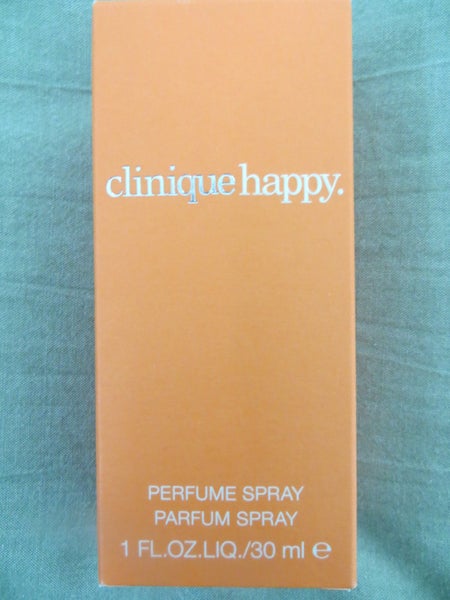 clinique happy.
PERFUME SPRAY
PARFUM SPRAY
1 FL.OZ.LIQ./30 ml ℮